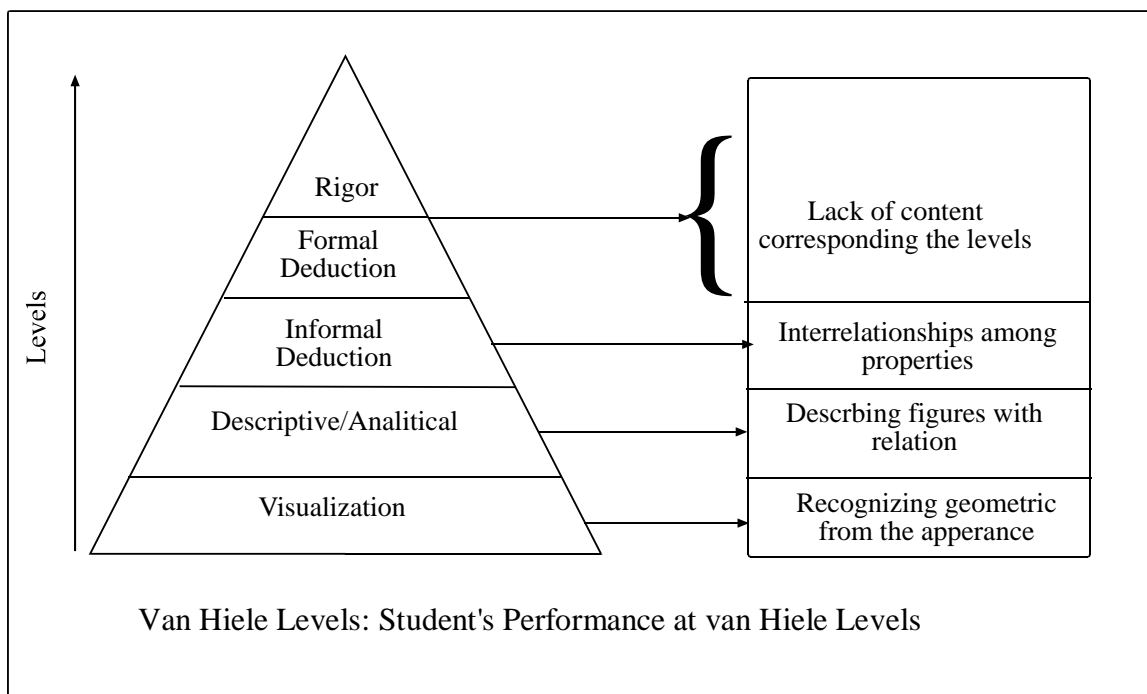 Levels
Rigor
Formal
Deduction
Informal
Deduction
Descriptive/Analitical
Visualization
Lack of content
corresponding the levels
Interrelationships among
properties
Descrbing figures with
relation
Recognizing geometric
from the apperance
Van Hiele Levels: Student's Performance at van Hiele Levels